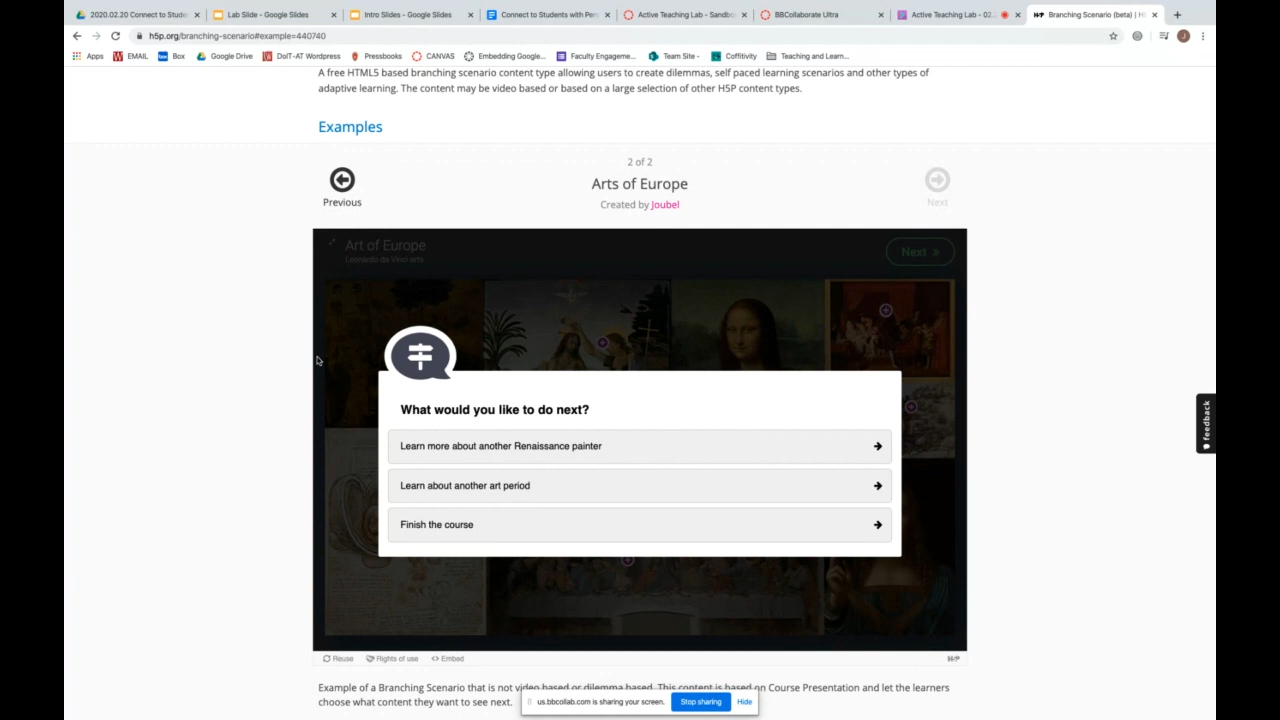 2020.02.20 Connect to Stude
Lab Slide - Google Slides
Intro Slides - Google Slides
Connect to Students with Pers
Active Teaching Lab - Sandbo
BBCollaborate Ultra
Active Teaching Lab - 02
H5P Branching Scenario (beta) | H
h5p.org/branching-scenario#example=440740
J
Apps
EMAIL
box Box
Google Drive
DoIT-AT Wordpress
Pressbooks
CANVAS
Embedding Google...
Faculty Engageme...
Team Site -
Coffitivity
Teaching and Learn...
A free HTML5 based branching scenario content type allowing users to create dilemmas, self paced learning scenarios and other types of
adaptive learning. The content may be video based or based on a large selection of other H5P content types.
Examples
2 of 2
Previous
Arts of Europe
Next
Created by Joubel
Art of Europe
Leonardo da Vinci arts
Next »
What would you like to do next?
Learn more about another Renaissance painter
Learn about another art period
Finish the course
feedback
Reuse
Rights of use
<> Embed
H5P
Example of a Branching Scenario that is not video based or dilemma based. This content is based on Course Presentation and let the learners
choose what content they want to see next.
us.bbcollab.com is sharing your screen.
Stop sharing
Hide